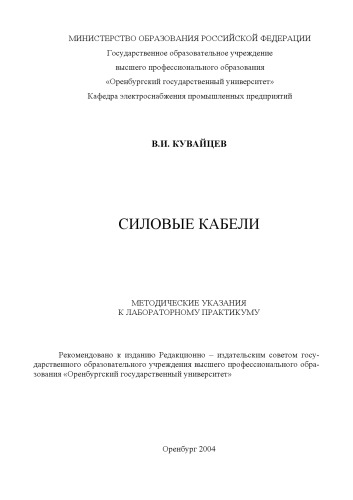 МИНИСТЕРСТВО ОБРАЗОВАНИЯ РОССИЙСКОЙ ФЕДЕРАЦИИ
Государственное образовательное учреждение
высшего профессионального образования
«Оренбургский государственный университет»
Кафедра электроснабжения промышленных предприятий
В.И. КУВАЙЦЕВ
СИЛОВЫЕ КАБЕЛИ
МЕТОДИЧЕСКИЕ УКАЗАНИЯ
К ЛАБОРАТОРНОМУ ПРАКТИКУМУ
Рекомендовано к изданию Редакционно – издательским советом госу-
дарственного образовательного учреждения высшего профессионального обра-
зования «Оренбургский государственный университет»
Оренбург 2004